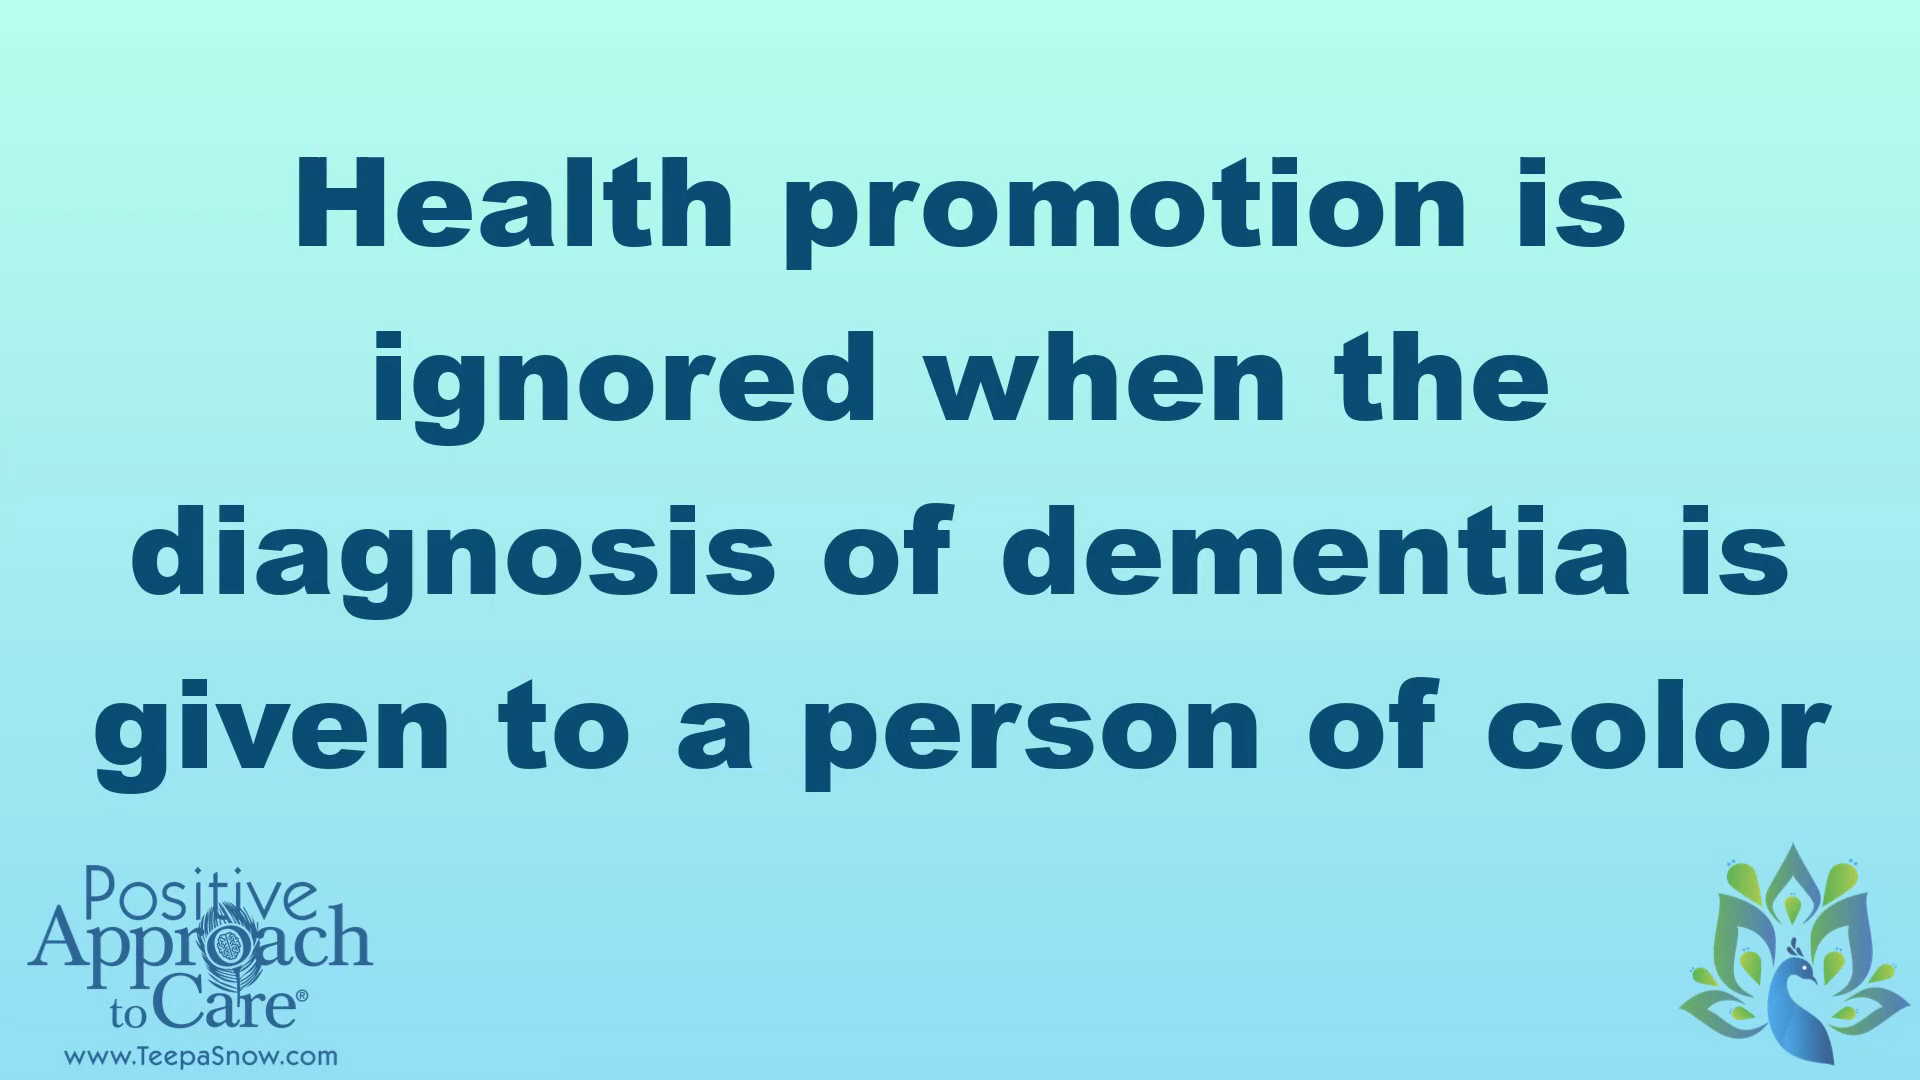 Health promotion is
ignored when the
diagnosis of dementia is
given to a person of color
Positive
Approach
to Care®
www.TeepaSnow.com